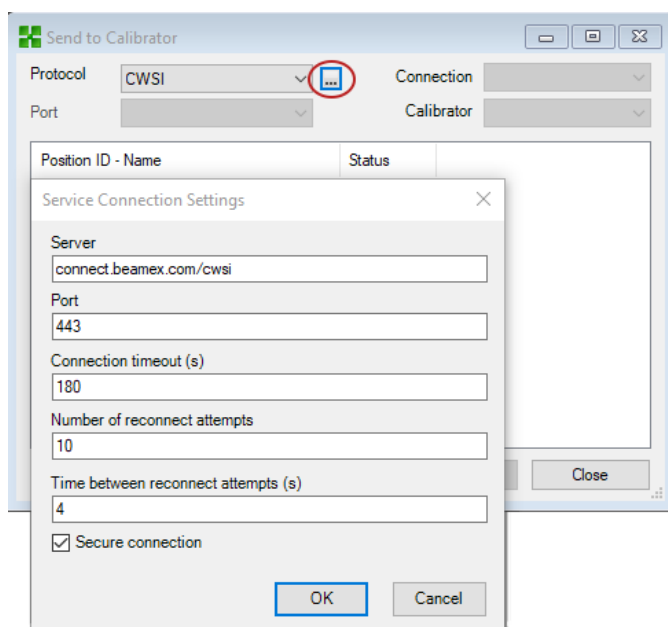 Send to Calibrator
Protocol CWSI ... Connection
Port Calibrator
Position ID - Name Status
Service Connection Settings
Server
connect.beamex.com/cwsi
Port
443
Connection timeout (s)
180
Number of reconnect attempts
10
Time between reconnect attempts (s)
4
Secure connection
OK Cancel
Close